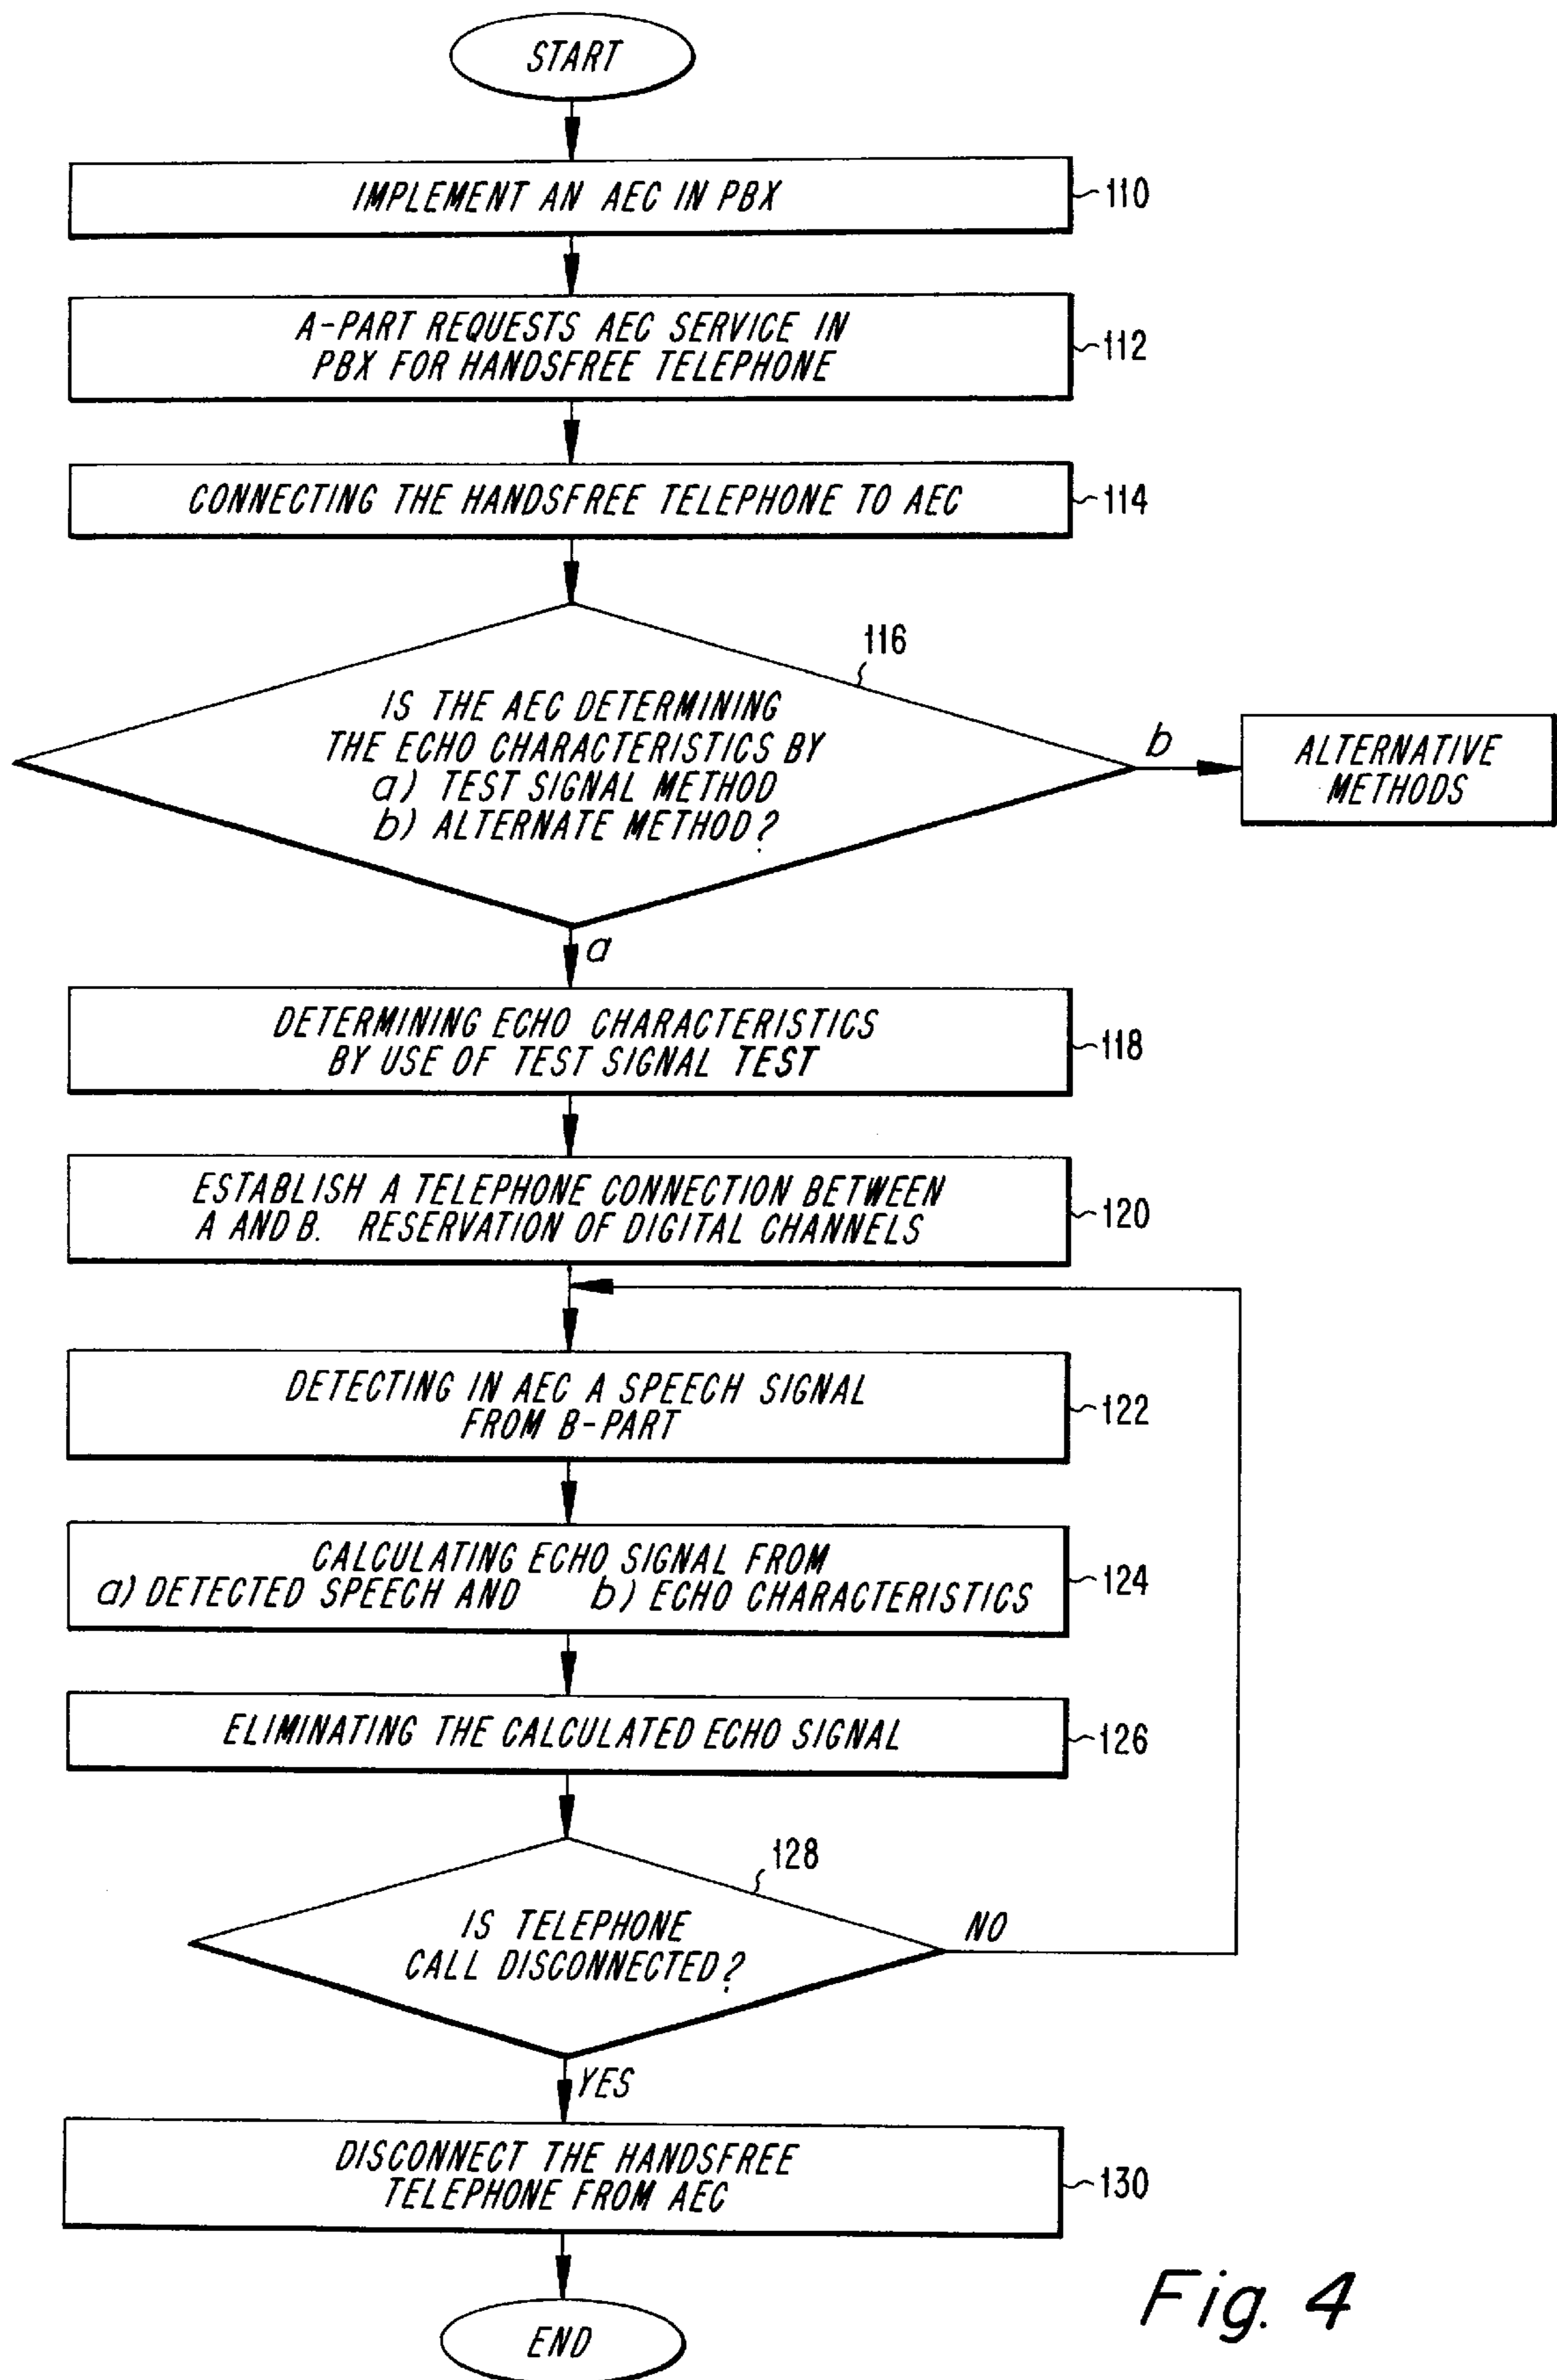 START
IMPLEMENT AN AEC IN PBX
110
A-PART REQUESTS AEC SERVICE IN
PBX FOR HANDSFREE TELEPHONE
112
CONNECTING THE HANDSFREE TELEPHONE TO AEC
114
116
IS THE AEC DETERMINING
THE ECHO CHARACTERISTICS BY
a) TEST SIGNAL METHOD
b) ALTERNATE METHOD?
b
ALTERNATIVE
METHODS
a
DETERMINING ECHO CHARACTERISTICS
BY USE OF TEST SIGNAL TEST
118
ESTABLISH A TELEPHONE CONNECTION BETWEEN
A AND B. RESERVATION OF DIGITAL CHANNELS
120
DETECTING IN AEC A SPEECH SIGNAL
FROM B-PART
122
CALCULATING ECHO SIGNAL FROM
a) DETECTED SPEECH AND b) ECHO CHARACTERISTICS
124
ELIMINATING THE CALCULATED ECHO SIGNAL
126
128
IS TELEPHONE
CALL DISCONNECTED?
NO
YES
DISCONNECT THE HANDSFREE
TELEPHONE FROM AEC
130
END
Fig. 4